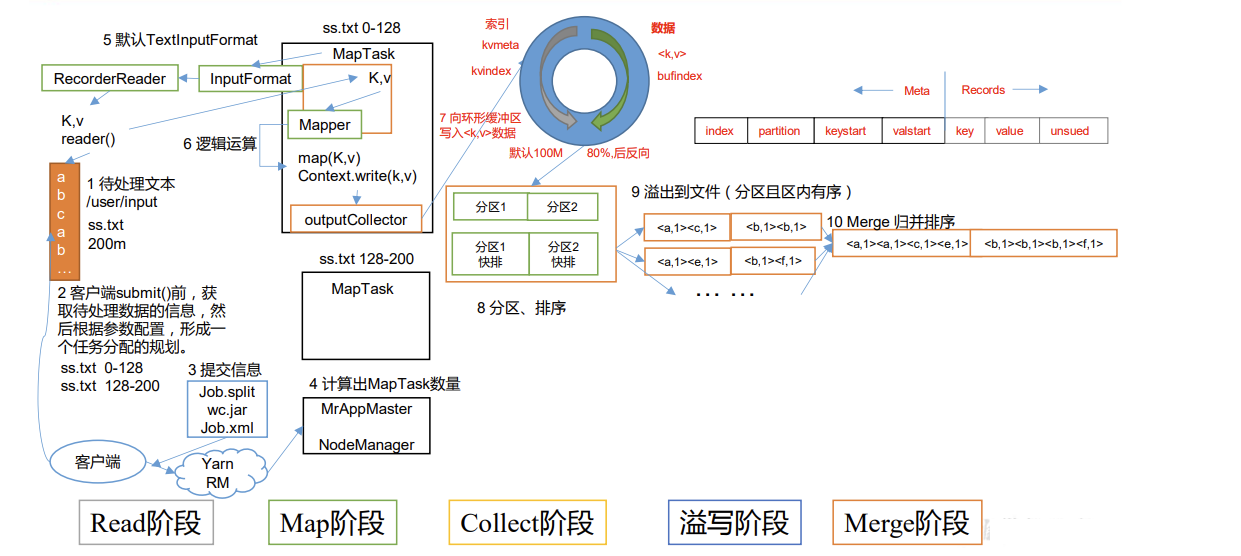 5 默认TextInputFormat
RecorderReader
InputFormat
K,v
reader()
a
b
c
a
b
...
1 待处理文本
/user/input
ss.txt
200m
2 客户端submit()前，获
取待处理数据的信息，然
后根据参数配置，形成一
个任务分配的规划。
ss.txt 0-128
ss.txt 128-200
3 提交信息
Job.split
wc.jar
Job.xml
客户端
Yarn
RM
ss.txt 0-128
MapTask
K,v
Mapper
6 逻辑运算
map(K,v)
Context.write(k,v)
outputCollector
ss.txt 128-200
MapTask
4 计算出MapTask数量
MrAppMaster
NodeManager
索引
kvmeta
kvindex
数据
<k,v>
bufindex
7 向环形缓冲区
写入<k,v>数据
默认100M
80%,后反向
Meta
Records
index partition keystart valstart key value unsued
分区1 分区2
分区1 分区2
快排 快排
8 分区、排序
9 溢出到文件（分区且区内有序）
<a,1><c,1> <b,1><b,1>
<a,1><e,1> <b,1><f,1>
... ...
10 Merge 归并排序
<a,1><a,1><c,1><e,1> <b,1><b,1><b,1><f,1>
Read阶段
Map阶段
Collect阶段
溢写阶段
Merge阶段